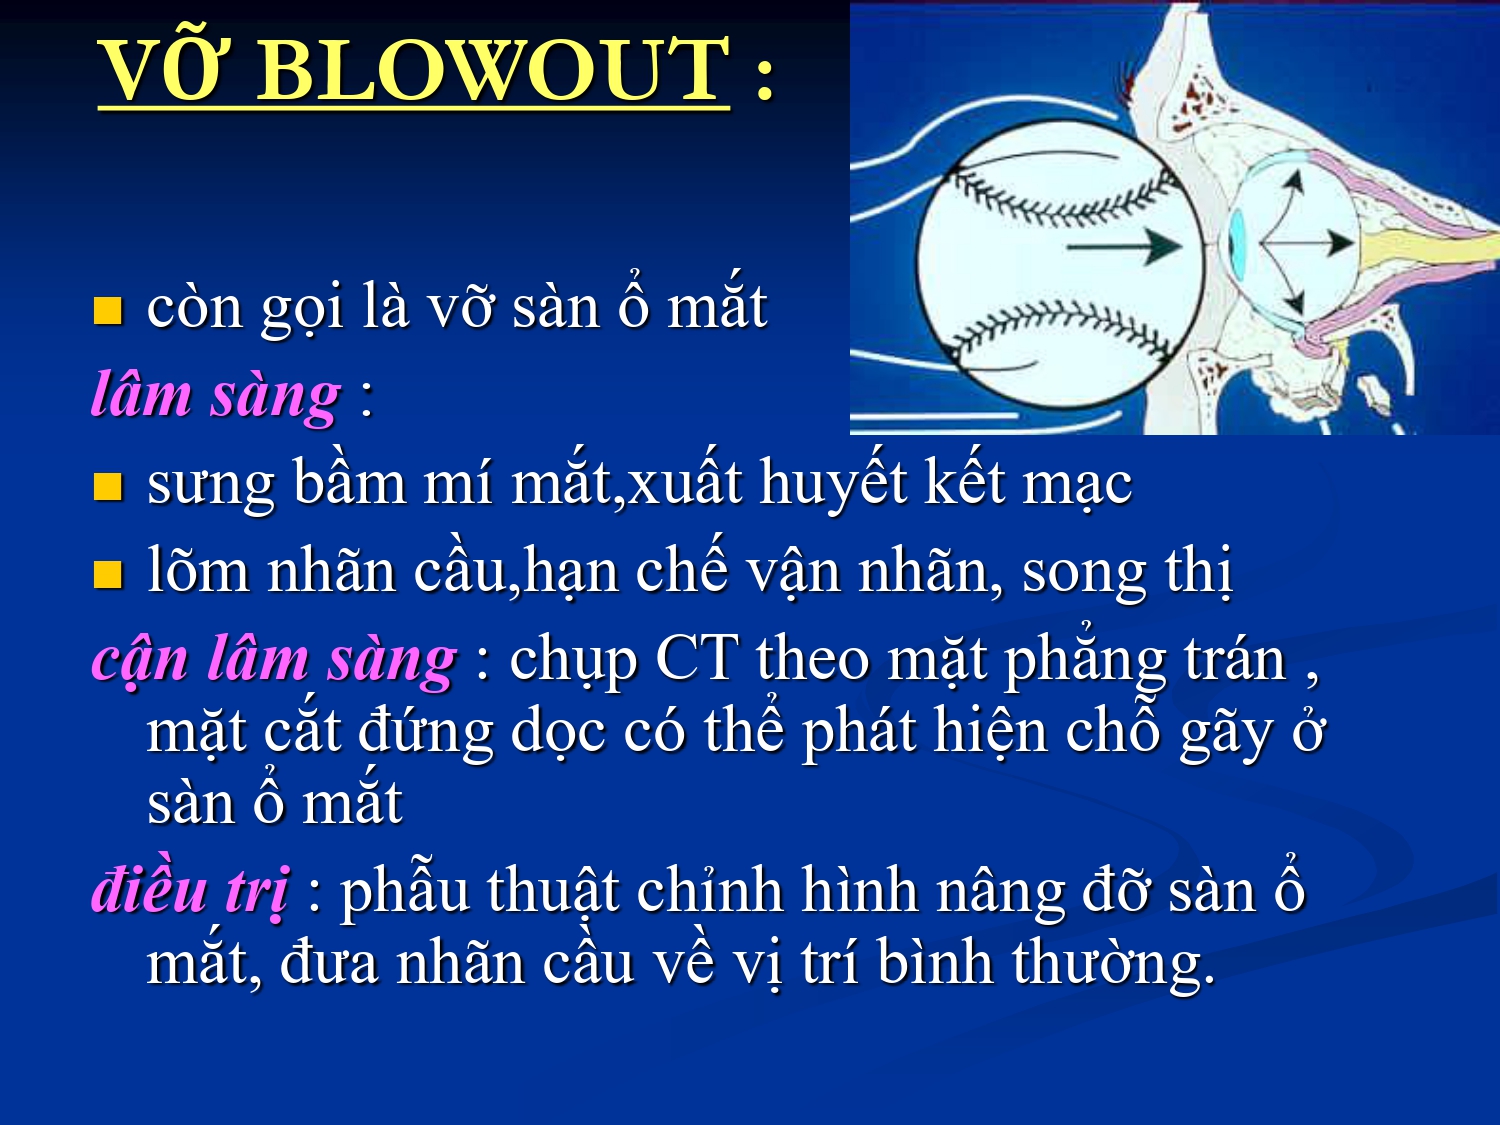 VỠ BLOWOUT :
còn gọi là vỡ sàn ổ mắt
lâm sàng :
sưng bầm mí mắt,xuất huyết kết mạc
lõm nhãn cầu,hạn chế vận nhãn, song thị
cận lâm sàng : chụp CT theo mặt phẳng trán ,
mặt cắt đứng dọc có thể phát hiện chỗ gãy ở
sàn ổ mắt
điều trị : phẫu thuật chỉnh hình nâng đỡ sàn ổ
mắt, đưa nhãn cầu về vị trí bình thường.